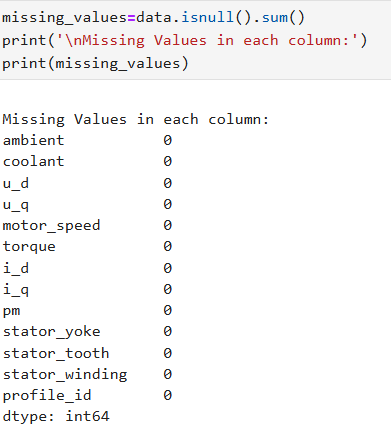 missing_values=data.isnull().sum()
print('\nMissing Values in each column:')
print(missing_values)

Missing Values in each column:
ambient           0
coolant           0
u_d               0
u_q               0
motor_speed       0
torque            0
i_d               0
i_q               0
pm                0
stator_yoke       0
stator_tooth      0
stator_winding    0
profile_id        0
dtype: int64